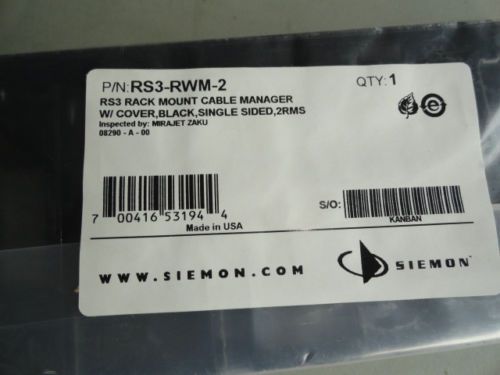 P/N: RS3-RWM-2 QTY: 1
RS3 RACK MOUNT CABLE MANAGER
W/ COVER,BLACK,SINGLE SIDED,2RMS
Inspected by: MIRAJET ZAKU
08290 - A - 00
S/O:
KANBAN
7 00416 53194 4
Made in USA
WWW.SIEMON.COM
SIEMON